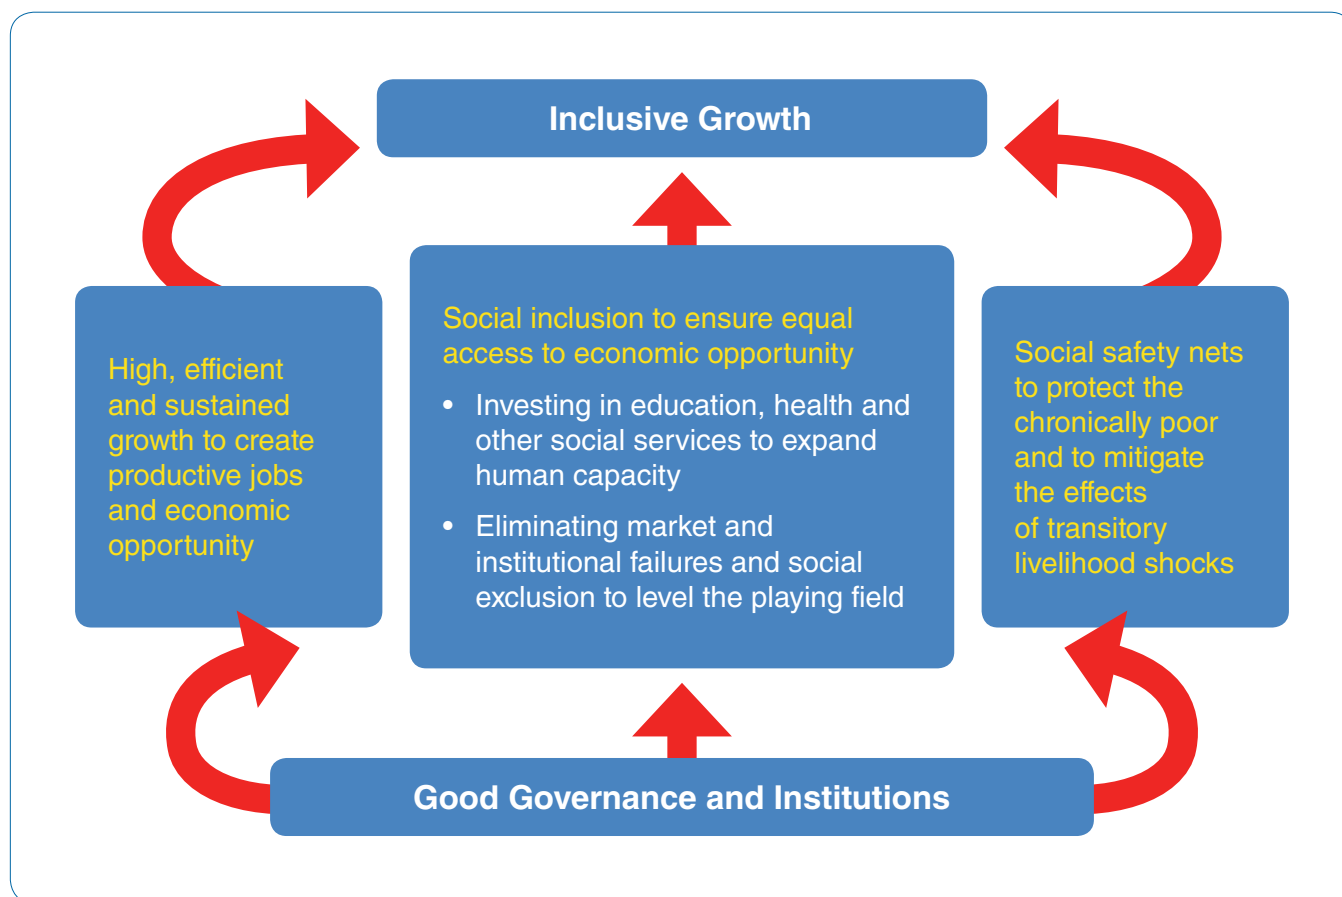 Inclusive Growth
High, efficient
and sustained
growth to create
productive jobs
and economic
opportunity
Social inclusion to ensure equal
access to economic opportunity
• Investing in education, health and
other social services to expand
human capacity
• Eliminating market and
institutional failures and social
exclusion to level the playing field
Social safety nets
to protect the
chronically poor
and to mitigate
the effects
of transitory
livelihood shocks
Good Governance and Institutions